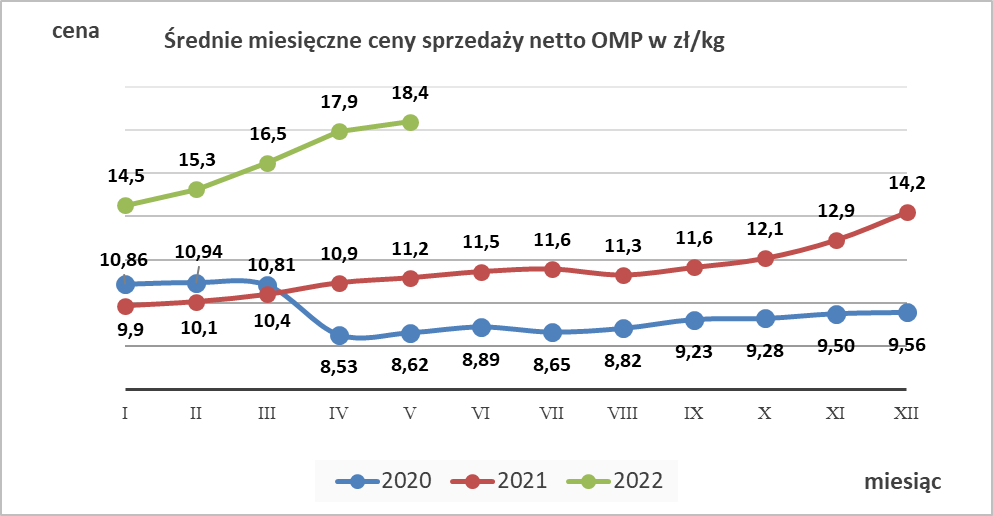 cena
Średnie miesięczne ceny sprzedaży netto OMP w zł/kg
14,5 15,3 16,5 17,9 18,4
10,86 10,94 10,81 10,9 11,2 11,5 11,6 11,3 11,6 12,1 12,9 14,2
9,9 10,1 10,4 8,53 8,62 8,89 8,65 8,82 9,23 9,28 9,50 9,56
I II III IV V VI VII VIII IX X XI XII
2020 2021 2022
miesiąc